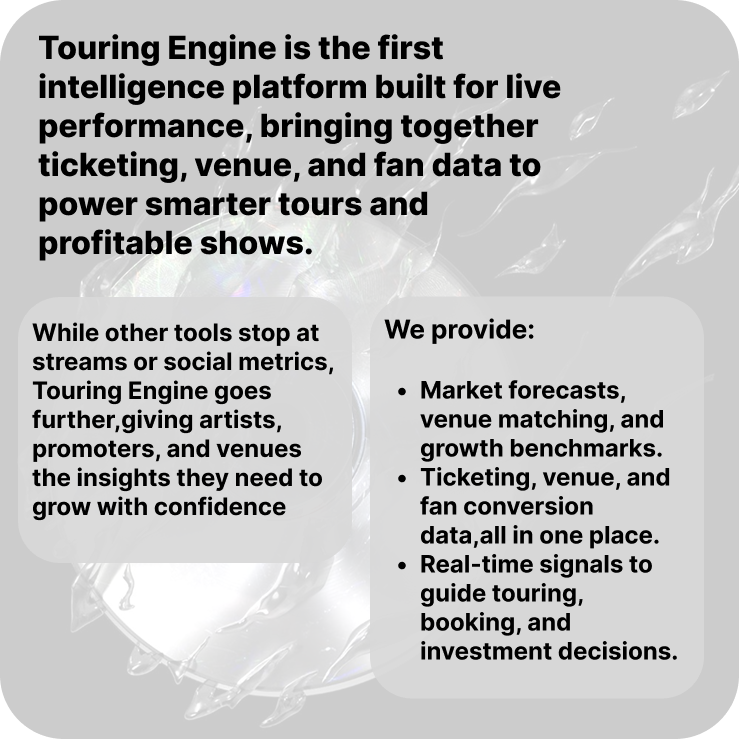 Touring Engine is the first
intelligence platform built for live
performance, bringing together
ticketing, venue, and fan data to
power smarter tours and
profitable shows.
While other tools stop at
streams or social metrics,
Touring Engine goes
further,giving artists,
promoters, and venues
the insights they need to
grow with confidence
We provide:
• Market forecasts,
venue matching, and
growth benchmarks.
• Ticketing, venue, and
fan conversion
data,all in one place.
• Real-time signals to
guide touring,
booking, and
investment decisions.